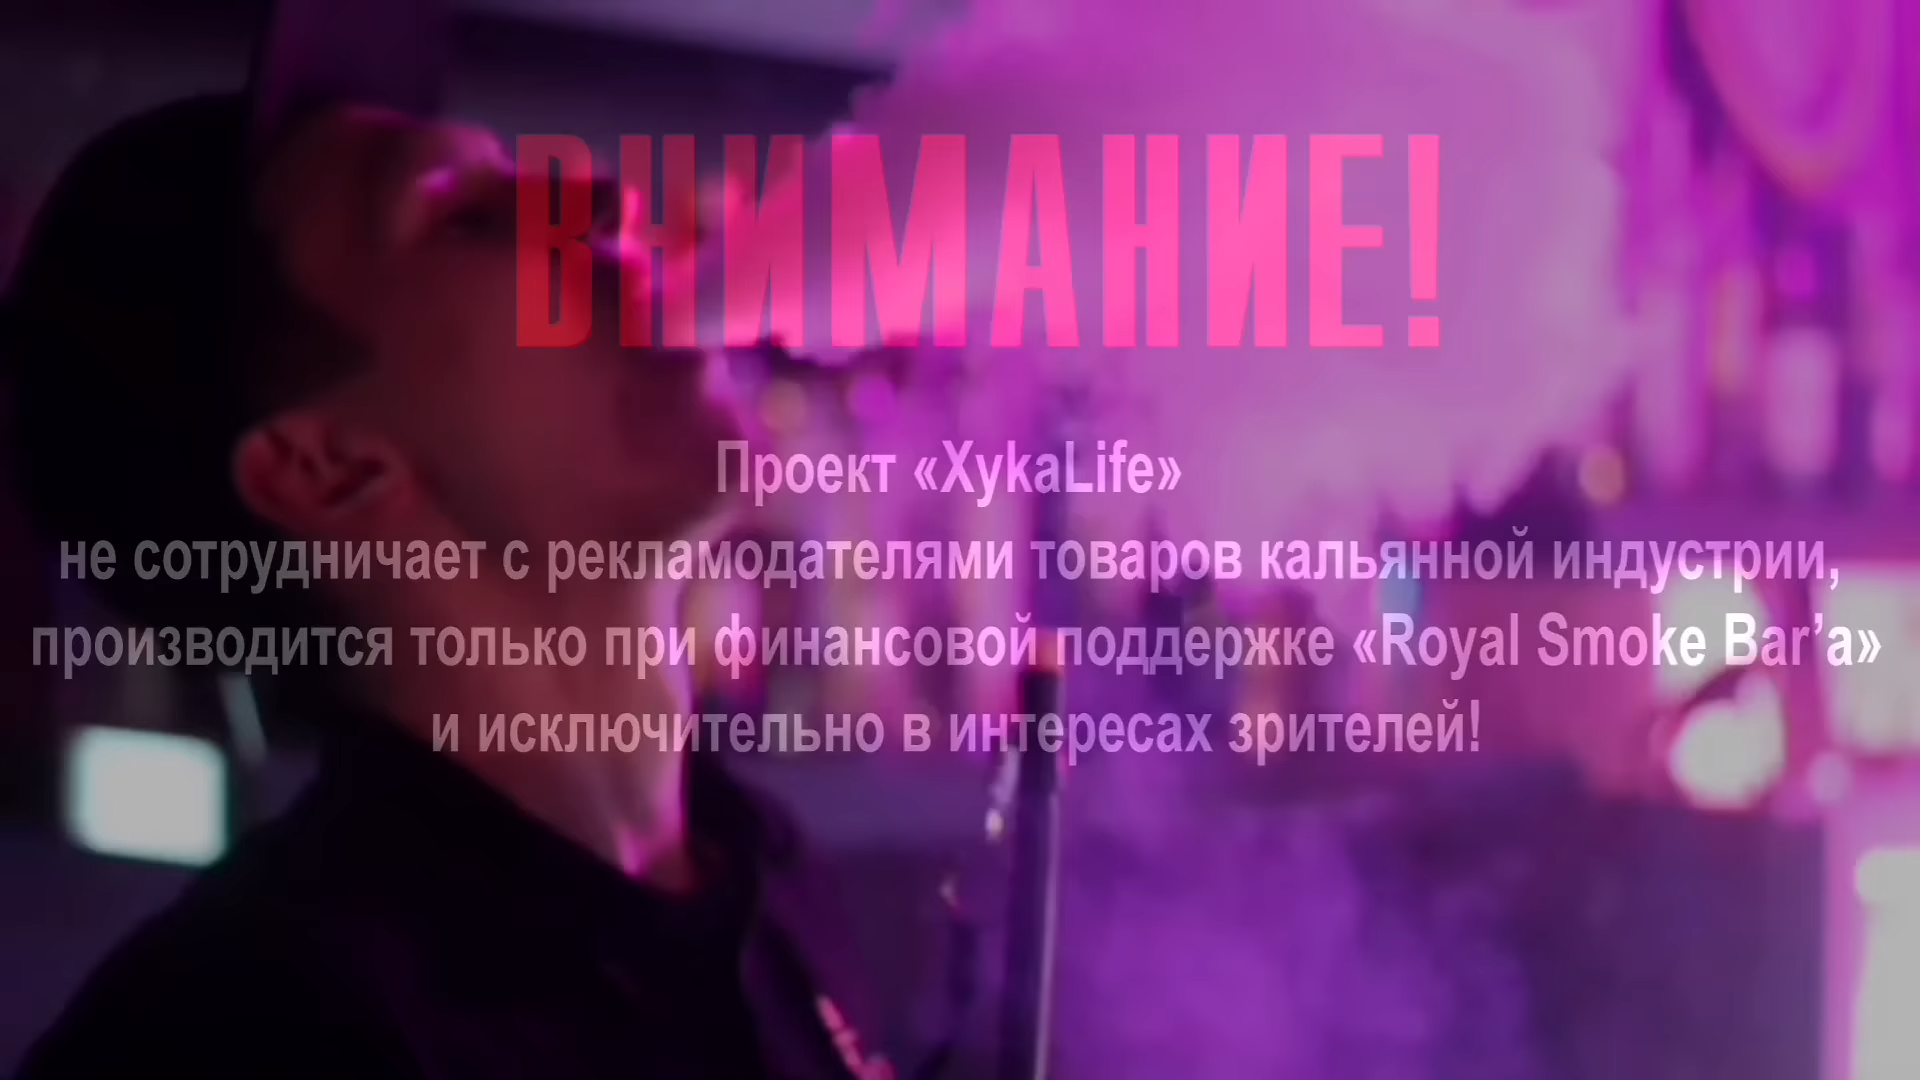 ВНИМАНИЕ!
Проект «XykaLife»
не сотрудничает с рекламодателями товаров кальянной индустрии,
производится только при финансовой поддержке «Royal Smoke Bar’a»
и исключительно в интересах зрителей!